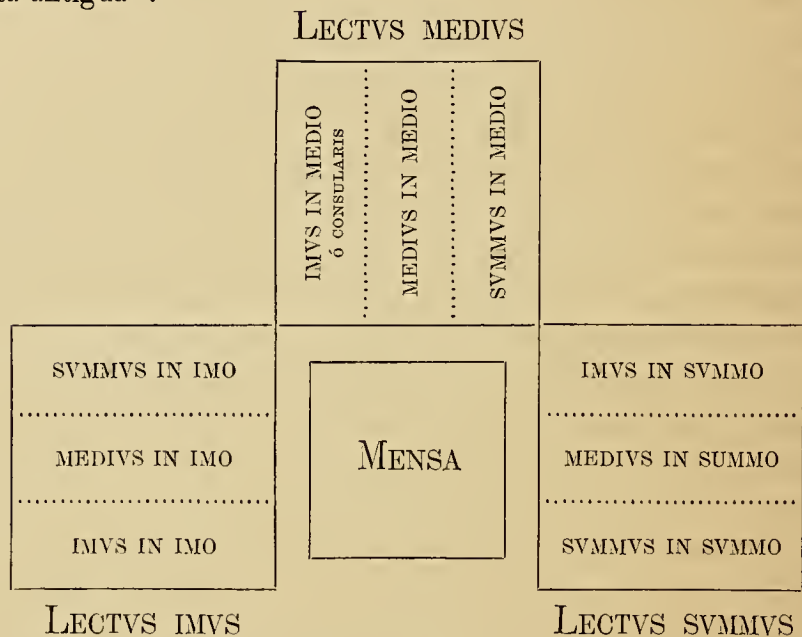 antigua
LECTVS MEDIVS
IMVS IN MEDIO
ó CONSULARIS
MEDIVS IN MEDIO
SVMMVS IN MEDIO
SVMMVS IN IMO
MEDIVS IN IMO
IMVS IN IMO
MENSA
IMVS IN SVMMO
MEDIVS IN SUMMO
SVMMVS IN SVMMO
LECTVS IMVS
LECTVS SVMMVS